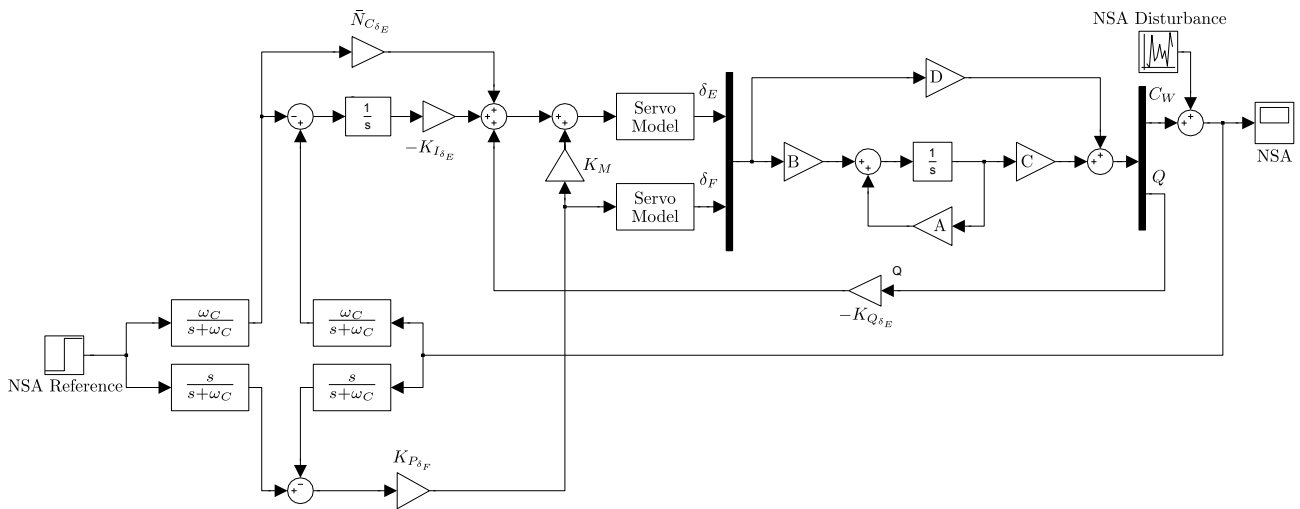 NSA Disturbance
N̄_{C_{δ_E}}
D
δ_E
C_W
- +
1/s
-K_{I_{δ_E}}
+ + +
+ +
Servo
Model
+ +
NSA
K_M
δ_F
Servo
Model
B
+ +
1/s
C
+ +
Q
A
Q
-K_{Q_{δ_E}}
ω_C/(s+ω_C)
ω_C/(s+ω_C)
NSA Reference
s/(s+ω_C)
s/(s+ω_C)
K_{P_{δ_F}}
+ -